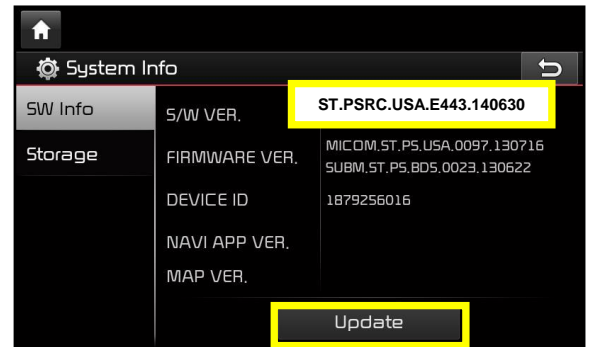 System Info
SW Info
Storage
S/W VER. ST.PSRC.USA.E443.140630
FIRMWARE VER. MICOM.ST.PS.USA.0097.130716
SUBM.ST.PS.BD5.0023.130622
DEVICE ID 1879256016
NAVI APP VER.
MAP VER.
Update